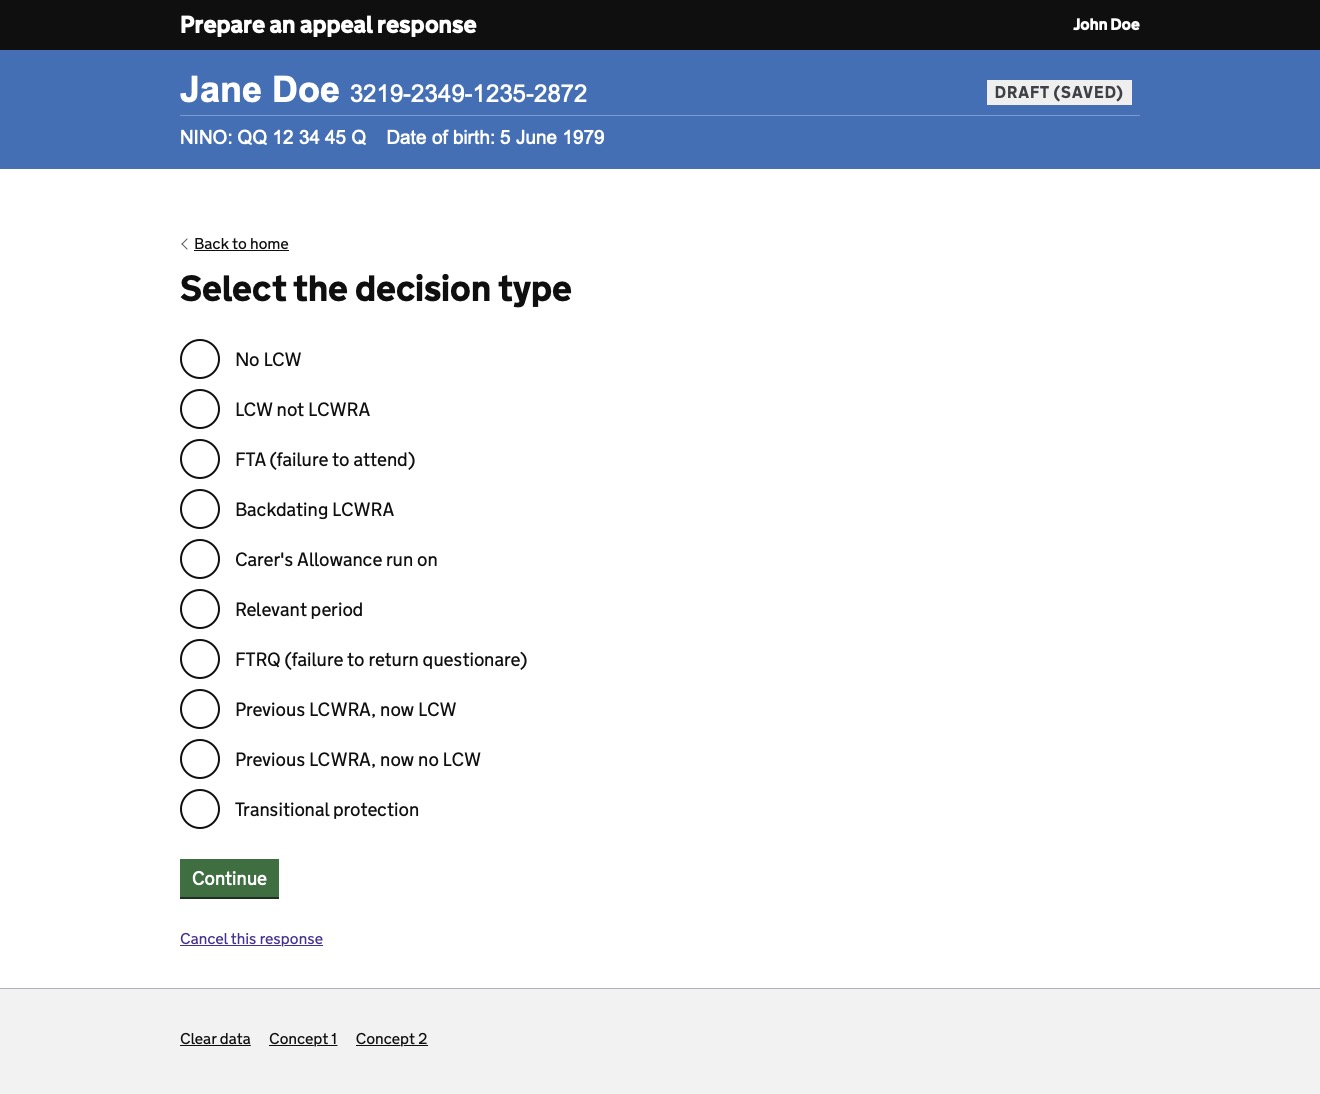 Prepare an appeal response John Doe
Jane Doe 3219-2349-1235-2872 DRAFT (SAVED)
NINO: QQ 12 34 45 Q Date of birth: 5 June 1979
Back to home
Select the decision type
No LCW
LCW not LCWRA
FTA (failure to attend)
Backdating LCWRA
Carer's Allowance run on
Relevant period
FTRQ (failure to return questionare)
Previous LCWRA, now LCW
Previous LCWRA, now no LCW
Transitional protection
Continue
Cancel this response
Clear data Concept 1 Concept 2